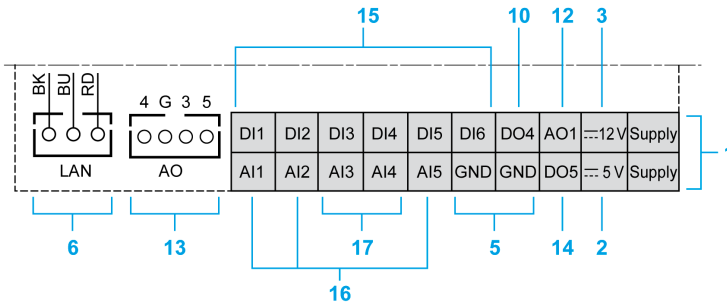 15 10 12 3
BK BU RD
4 G 3 5
DI1 DI2 DI3 DI4 DI5 DI6 DO4 AO1 ⎓12 V Supply
1
LAN AO
AI1 AI2 AI3 AI4 AI5 GND GND DO5 ⎓ 5 V Supply
6 13 17 5 14 2
16